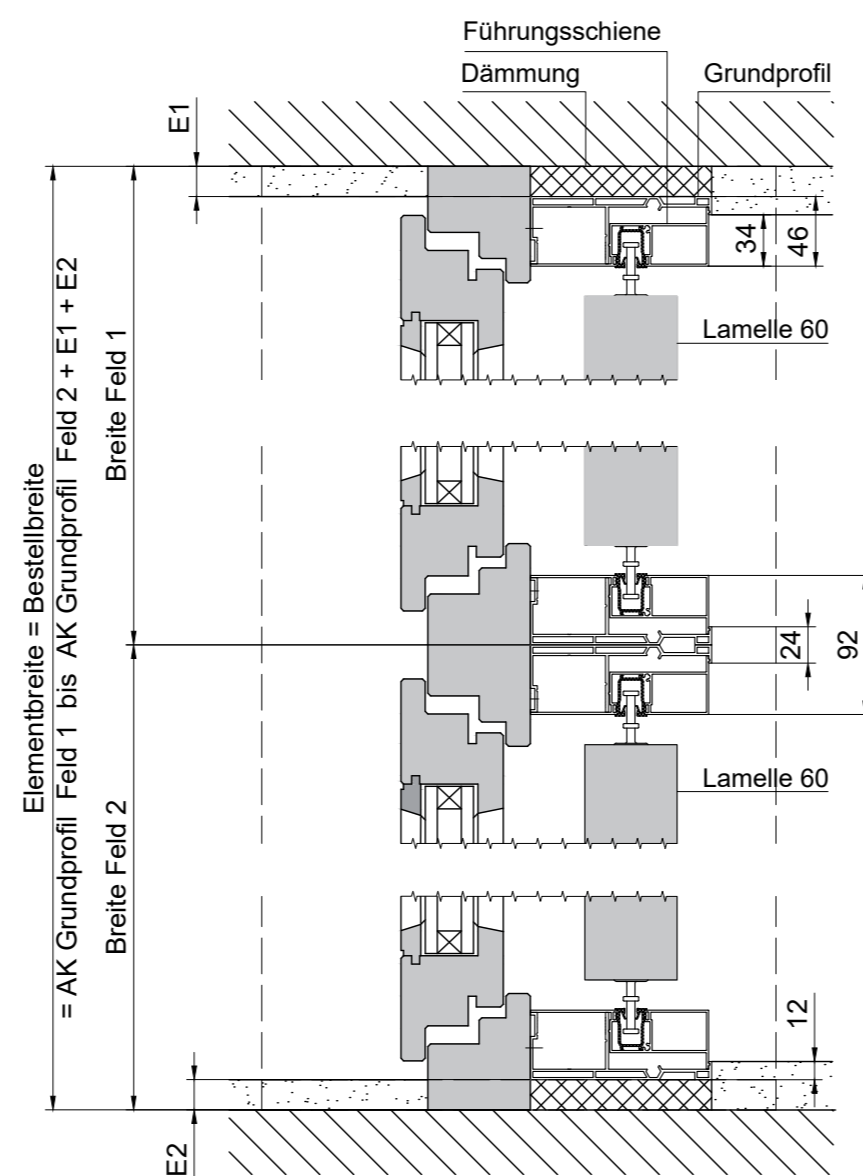 Führungsschiene
Dämmung
Grundprofil
E1
34
46
Lamelle 60
Breite Feld 1
Elementbreite = Bestellbreite
= AK Grundprofil Feld 1 bis AK Grundprofil Feld 2 + E1 + E2
24
92
Lamelle 60
Breite Feld 2
12
E2